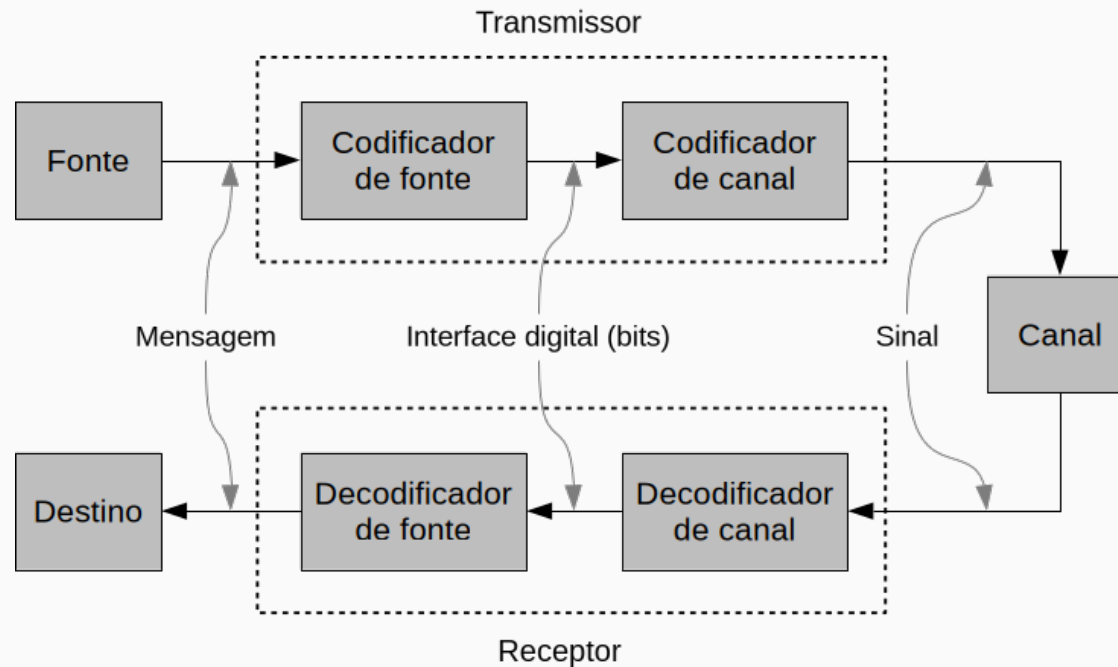 Transmissor
Fonte
Codificador
de fonte
Codificador
de canal
Mensagem
Interface digital (bits)
Sinal
Canal
Destino
Decodificador
de fonte
Decodificador
de canal
Receptor